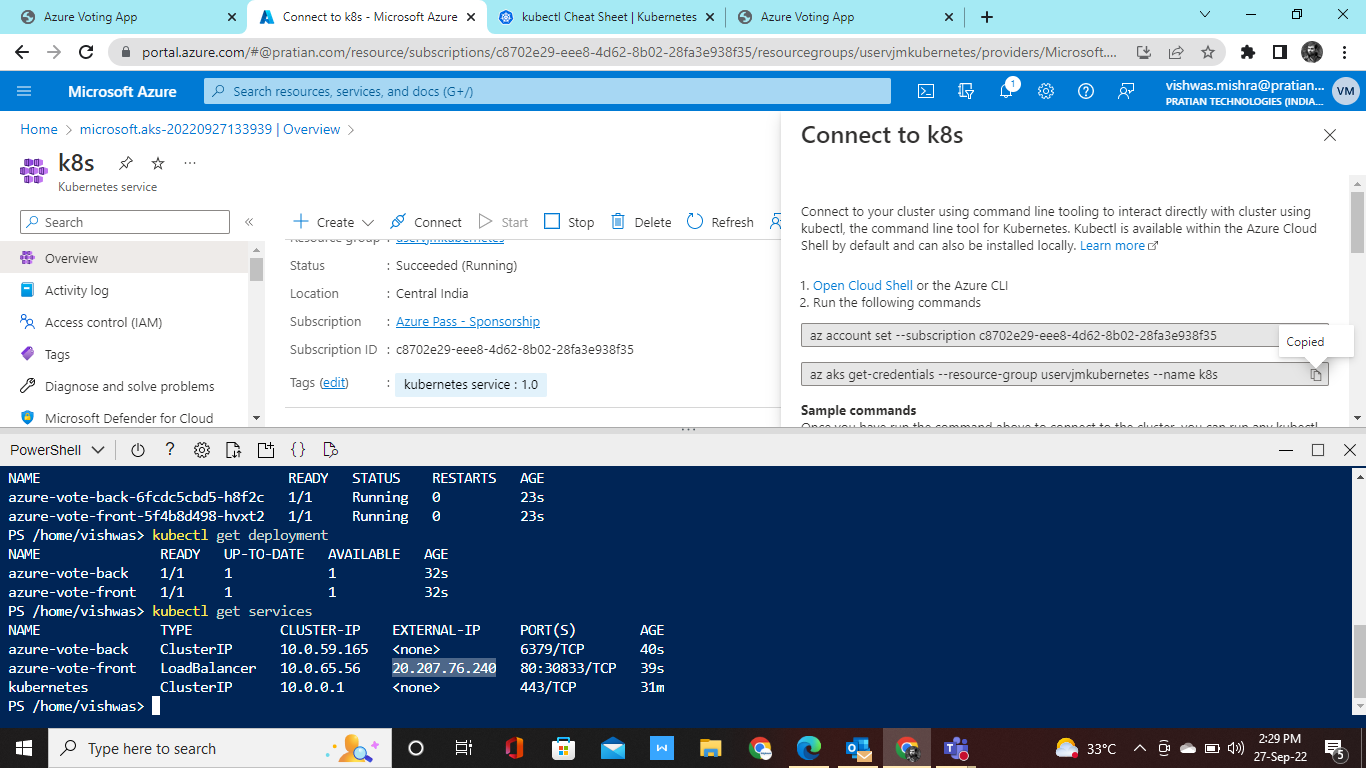 Azure Voting App
Connect to k8s - Microsoft Azure
kubectl Cheat Sheet | Kubernetes
Azure Voting App
portal.azure.com/#@pratian.com/resource/subscriptions/c8702e29-eee8-4d62-8b02-28fa3e938f35/resourcegroups/uservjmkubernetes/providers/Microsoft....
Microsoft Azure
Search resources, services, and docs (G+/)
1
vishwas.mishra@pratian...
PRATIAN TECHNOLOGIES (INDIA...
VM
Home > microsoft.aks-20220927133939 | Overview >
k8s
Kubernetes service
Search
Overview
Activity log
Access control (IAM)
Tags
Diagnose and solve problems
Microsoft Defender for Cloud
Create
Connect
Start
Stop
Delete
Refresh
Resource group : uservjmkubernetes
Status : Succeeded (Running)
Location : Central India
Subscription : Azure Pass - Sponsorship
Subscription ID : c8702e29-eee8-4d62-8b02-28fa3e938f35
Tags (edit) : kubernetes service : 1.0
Connect to k8s
Connect to your cluster using command line tooling to interact directly with cluster using
kubectl, the command line tool for Kubernetes. Kubectl is available within the Azure Cloud
Shell by default and can also be installed locally. Learn more
1. Open Cloud Shell or the Azure CLI
2. Run the following commands
az account set --subscription c8702e29-eee8-4d62-8b02-28fa3e938f35
Copied
az aks get-credentials --resource-group uservjmkubernetes --name k8s
Sample commands
Once you have run the command above to connect to the cluster, you can run any kubectl
PowerShell
NAME READY STATUS RESTARTS AGE
azure-vote-back-6fcdc5cbd5-h8f2c 1/1 Running 0 23s
azure-vote-front-5f4b8d498-hvxt2 1/1 Running 0 23s
PS /home/vishwas> kubectl get deployment
NAME READY UP-TO-DATE AVAILABLE AGE
azure-vote-back 1/1 1 1 32s
azure-vote-front 1/1 1 1 32s
PS /home/vishwas> kubectl get services
NAME TYPE CLUSTER-IP EXTERNAL-IP PORT(S) AGE
azure-vote-back ClusterIP 10.0.59.165 <none> 6379/TCP 40s
azure-vote-front LoadBalancer 10.0.65.56 20.207.76.240 80:30833/TCP 39s
kubernetes ClusterIP 10.0.0.1 <none> 443/TCP 31m
PS /home/vishwas>
Type here to search
33°C
2:29 PM
27-Sep-22
5